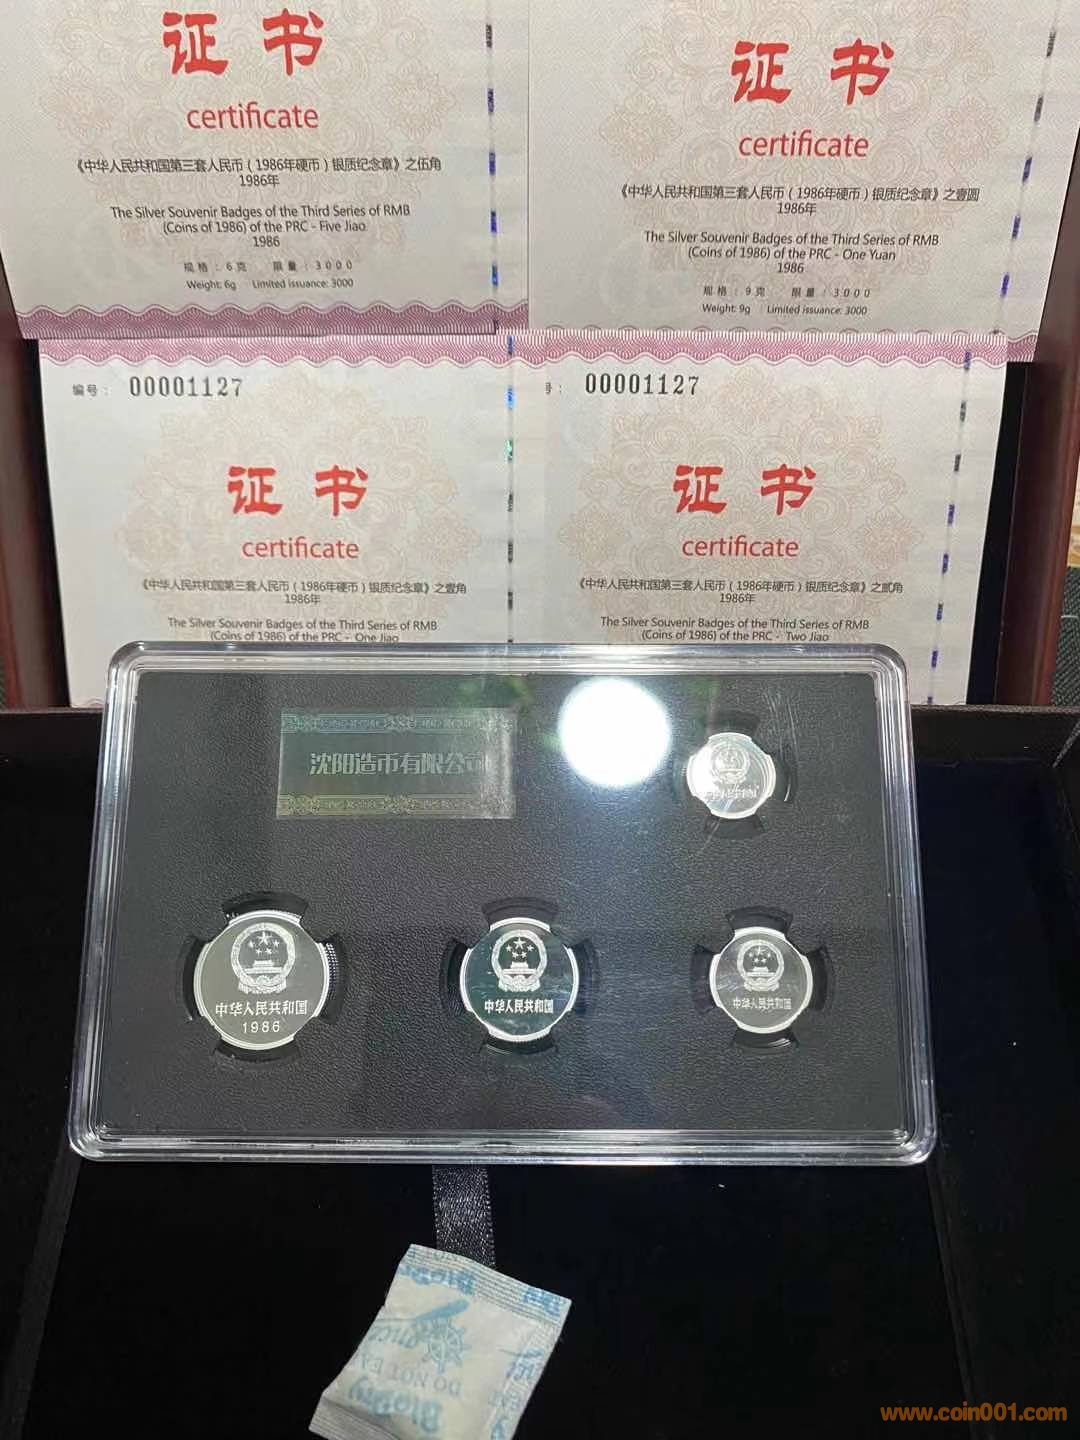 证书
certificate
《中华人民共和国第三套人民币（1986年硬币）银质纪念章》之伍角
1986年
The Silver Souvenir Badges of the Third Series of RMB
(Coins of 1986) of the PRC - Five Jiao
1986
规格：6克 限量：3000
Weight: 6g Limited issuance: 3000
证书
certificate
《中华人民共和国第三套人民币（1986年硬币）银质纪念章》之壹圆
1986年
The Silver Souvenir Badges of the Third Series of RMB
(Coins of 1986) of the PRC - One Yuan
1986
规格：9克 限量：3000
Weight: 9g Limited issuance: 3000
编号： 00001127
证书
certificate
《中华人民共和国第三套人民币（1986年硬币）银质纪念章》之壹角
1986年
The Silver Souvenir Badges of the Third Series of RMB
(Coins of 1986) of the PRC - One Jiao
号： 00001127
证书
certificate
《中华人民共和国第三套人民币（1986年硬币）银质纪念章》之贰角
1986年
The Silver Souvenir Badges of the Third Series of RMB
(Coins of 1986) of the PRC - Two Jiao
沈阳造币有限公司
中华人民共和国
1986
中华人民共和国
中华人民共和国
DO NOT EA
www.coin001.com